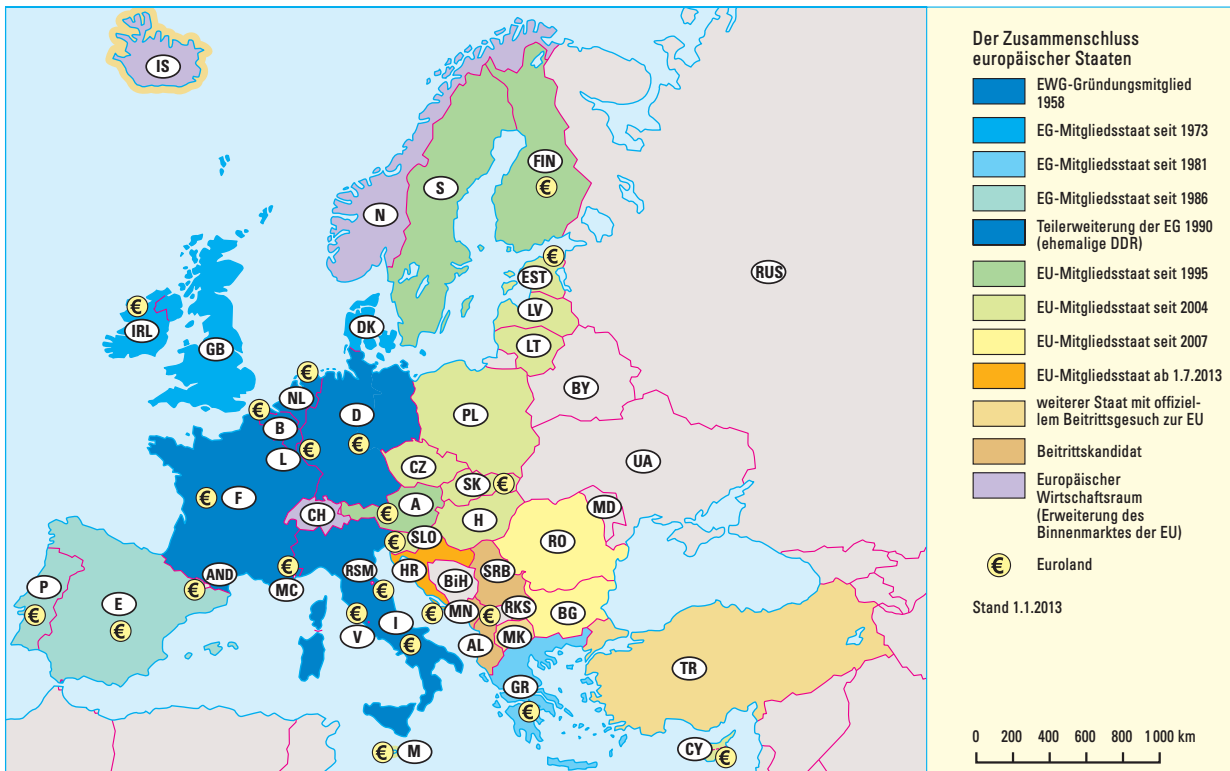 IS
FIN
€
S
N
€
EST
RUS
LV
€
IRL
DK
GB
LT
€
NL
BY
D
PL
€
B
€
€
L
CZ
UA
SK
€
€
F
A
€
CH
MD
H
SLO
RO
€
HR
SRB
BiH
€
RSM
AND
MC
P
€
€
E
€
€
€
MN
RKS
BG
€
€
I
V
MK
€
AL
TR
GR
€
€
M
CY
€
Der Zusammenschluss
europäischer Staaten
EWG-Gründungsmitglied
1958
EG-Mitgliedsstaat seit 1973
EG-Mitgliedsstaat seit 1981
EG-Mitgliedsstaat seit 1986
Teilerweiterung der EG 1990
(ehemalige DDR)
EU-Mitgliedsstaat seit 1995
EU-Mitgliedsstaat seit 2004
EU-Mitgliedsstaat seit 2007
EU-Mitgliedsstaat ab 1.7.2013
weiterer Staat mit offiziel-
lem Beitrittsgesuch zur EU
Beitrittskandidat
Europäischer
Wirtschaftsraum
(Erweiterung des
Binnenmarktes der EU)
€ Euroland
Stand 1.1.2013
0 200 400 600 800 1000 km